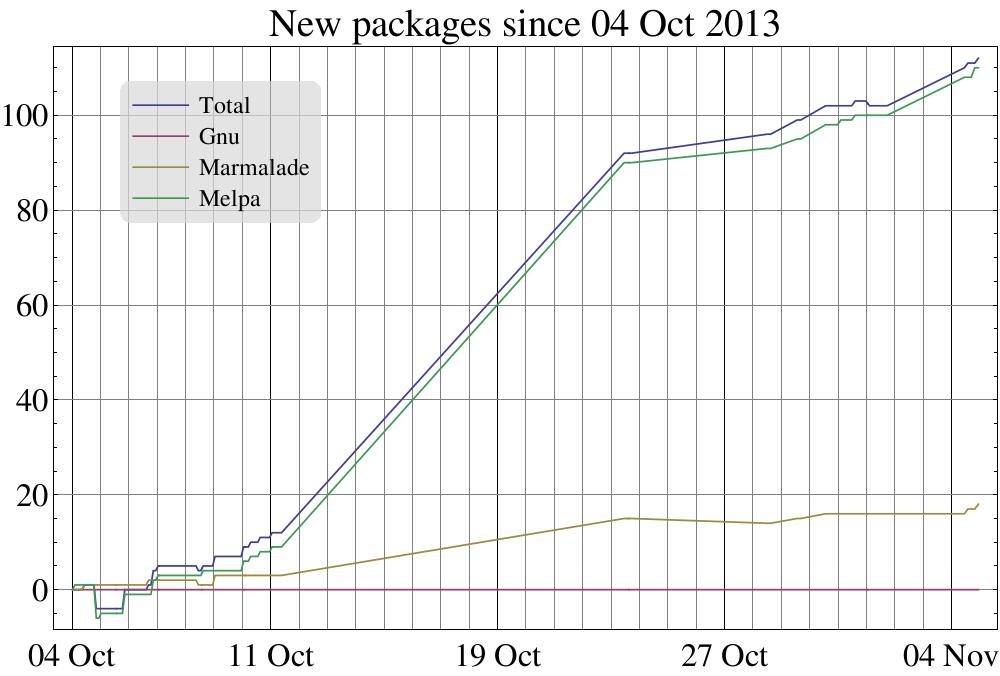 New packages since 04 Oct 2013
Total
Gnu
Marmalade
Melpa
100
80
60
40
20
0
04 Oct 11 Oct 19 Oct 27 Oct 04 Nov